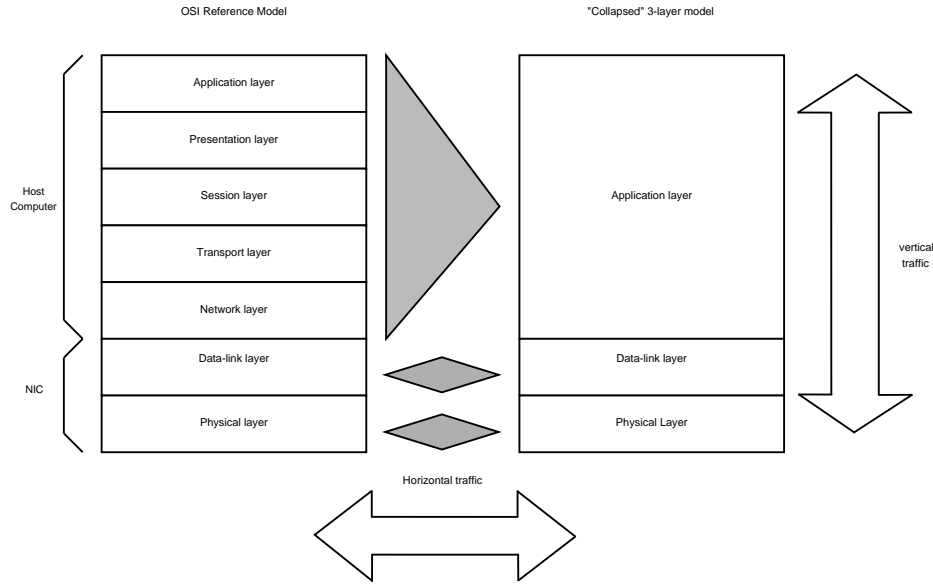 OSI Reference Model
"Collapsed" 3-layer model
Host
Computer
NIC
Application layer
Presentation layer
Session layer
Transport layer
Network layer
Data-link layer
Physical layer
Application layer
Data-link layer
Physical Layer
vertical
traffic
Horizontal traffic